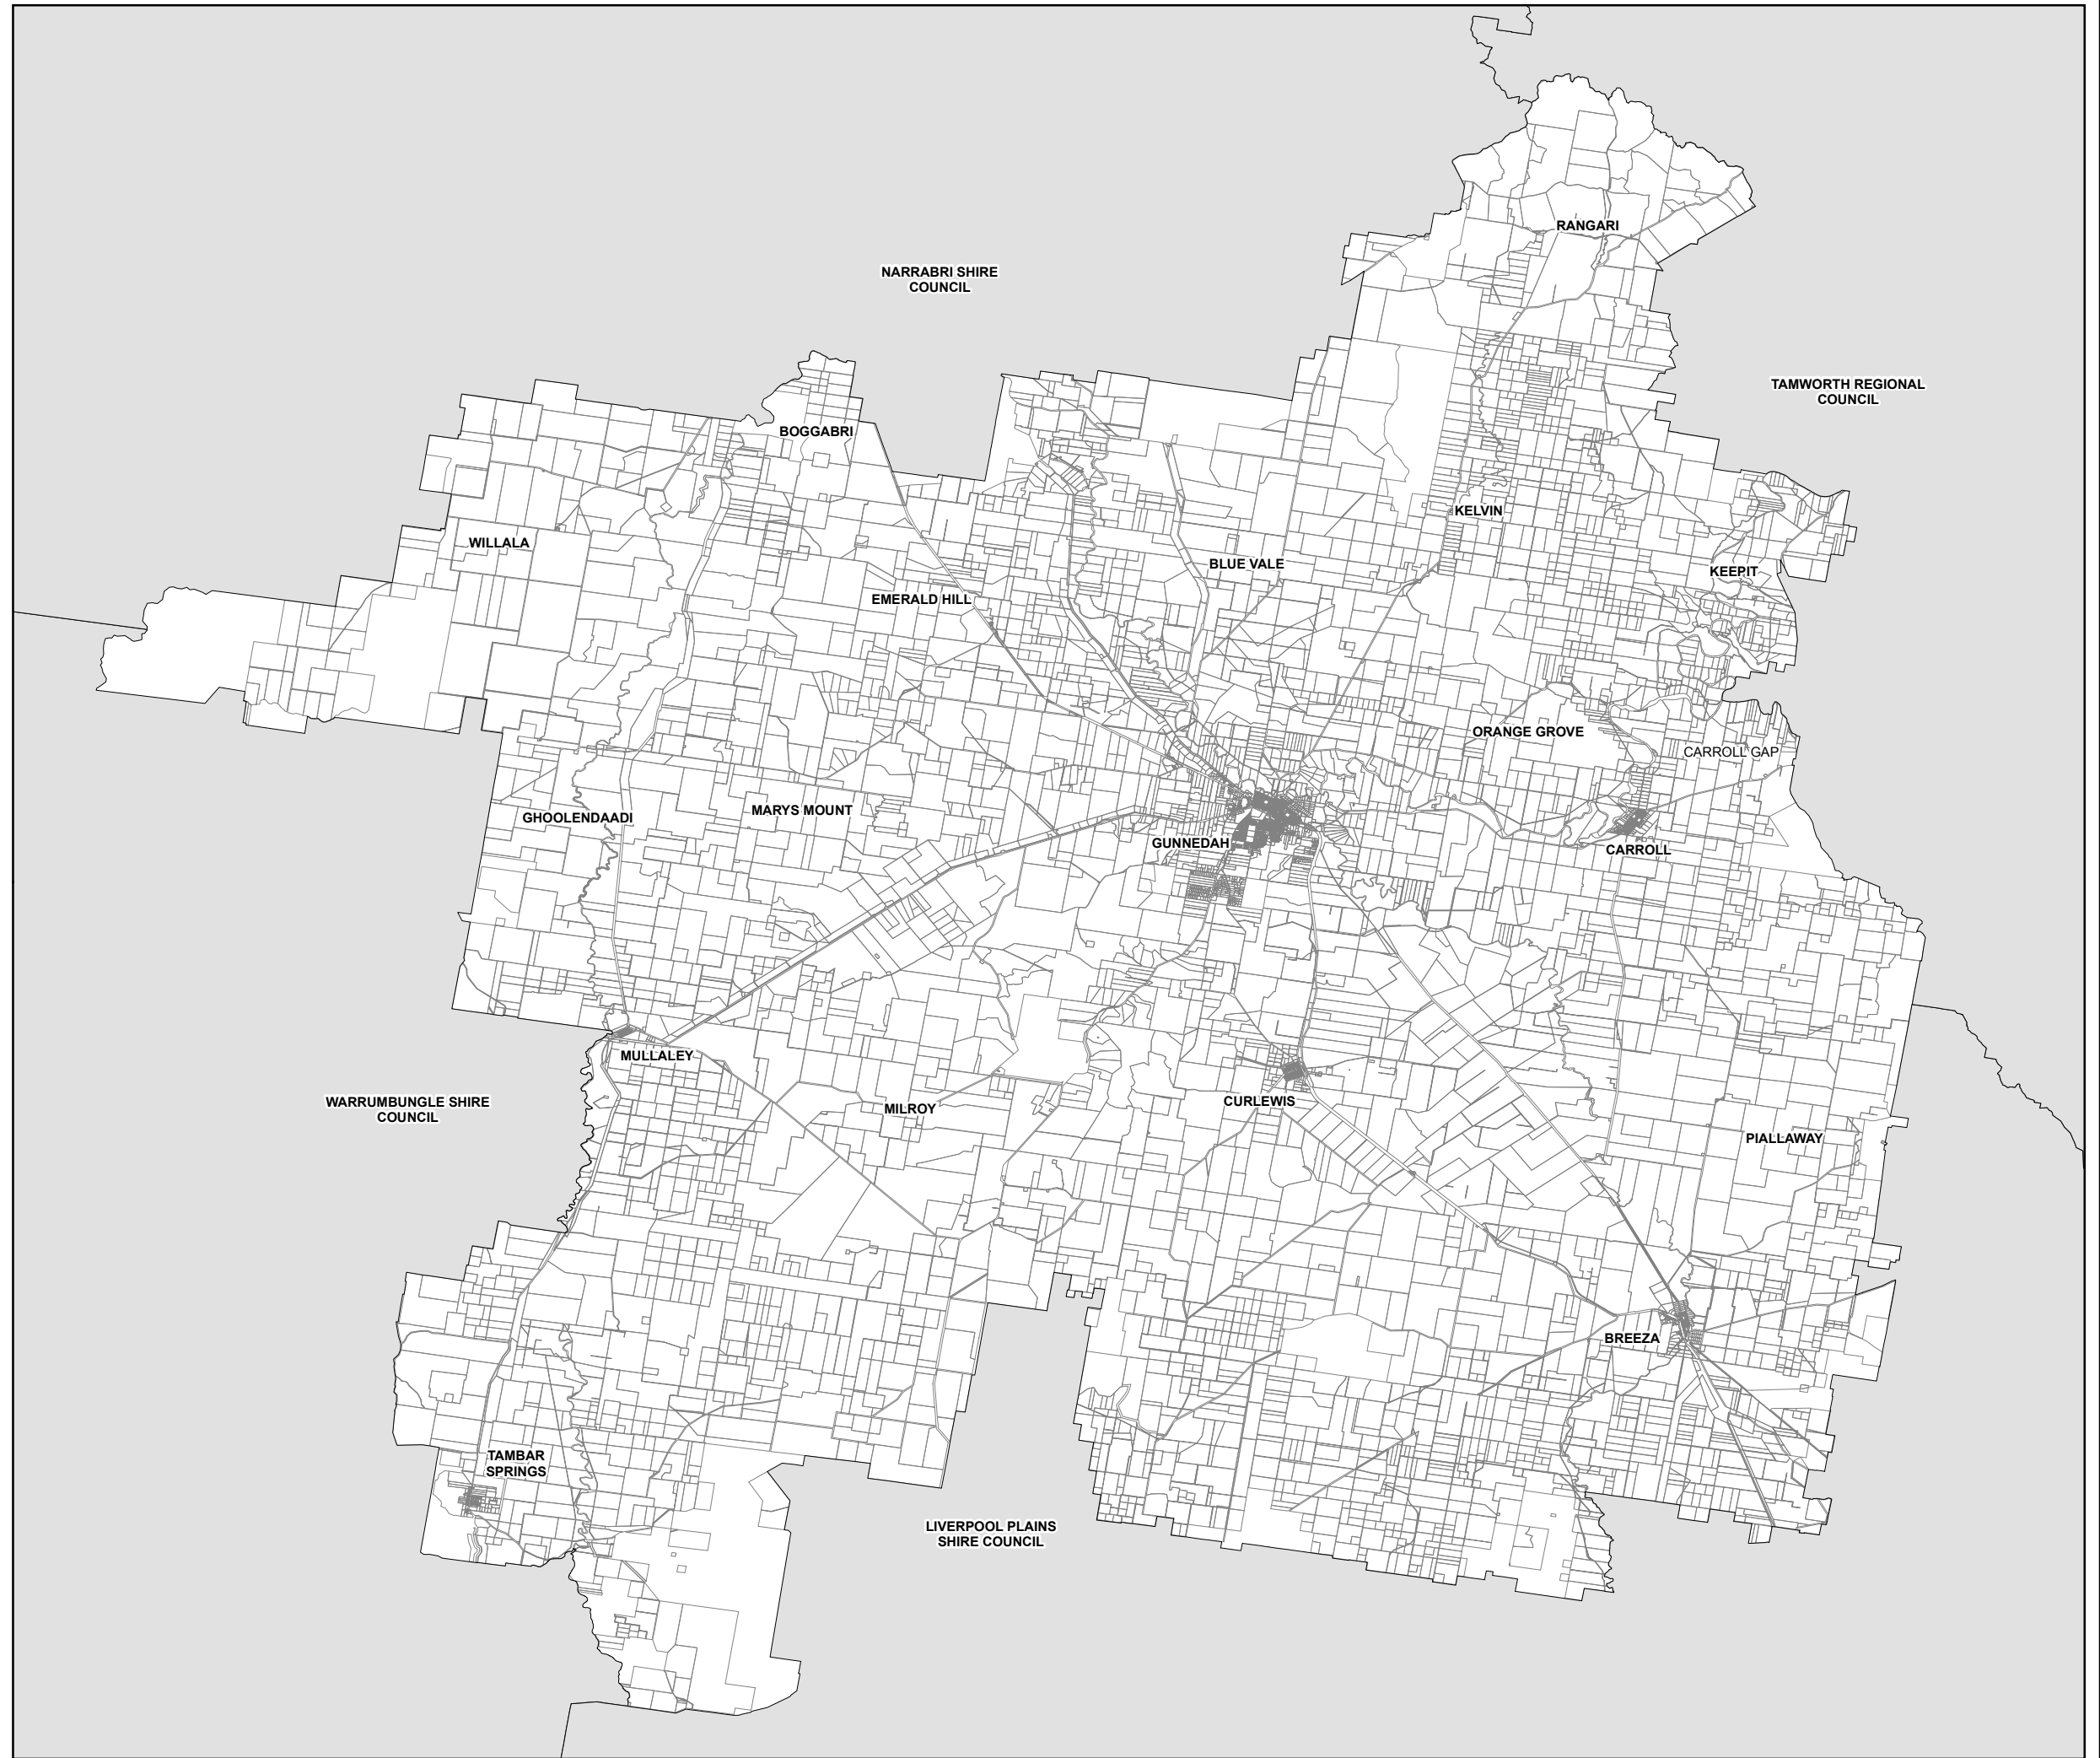 RANGARI
NARRABRI SHIRE
COUNCIL
TAMWORTH REGIONAL
COUNCIL
BOGGABRI
KELVIN
WILLALA
BLUE VALE
KEEPIT
EMERALD HILL
ORANGE GROVE
CARROLL GAP
MARYS MOUNT
GHOOLENDAADI
GUNNEDAH
CARROLL
MULLALEY
WARRUMBUNGLE SHIRE
COUNCIL
CURLEWIS
MILROY
PIALLAWAY
BREEZA
TAMBAR
SPRINGS
LIVERPOOL PLAINS
SHIRE COUNCIL